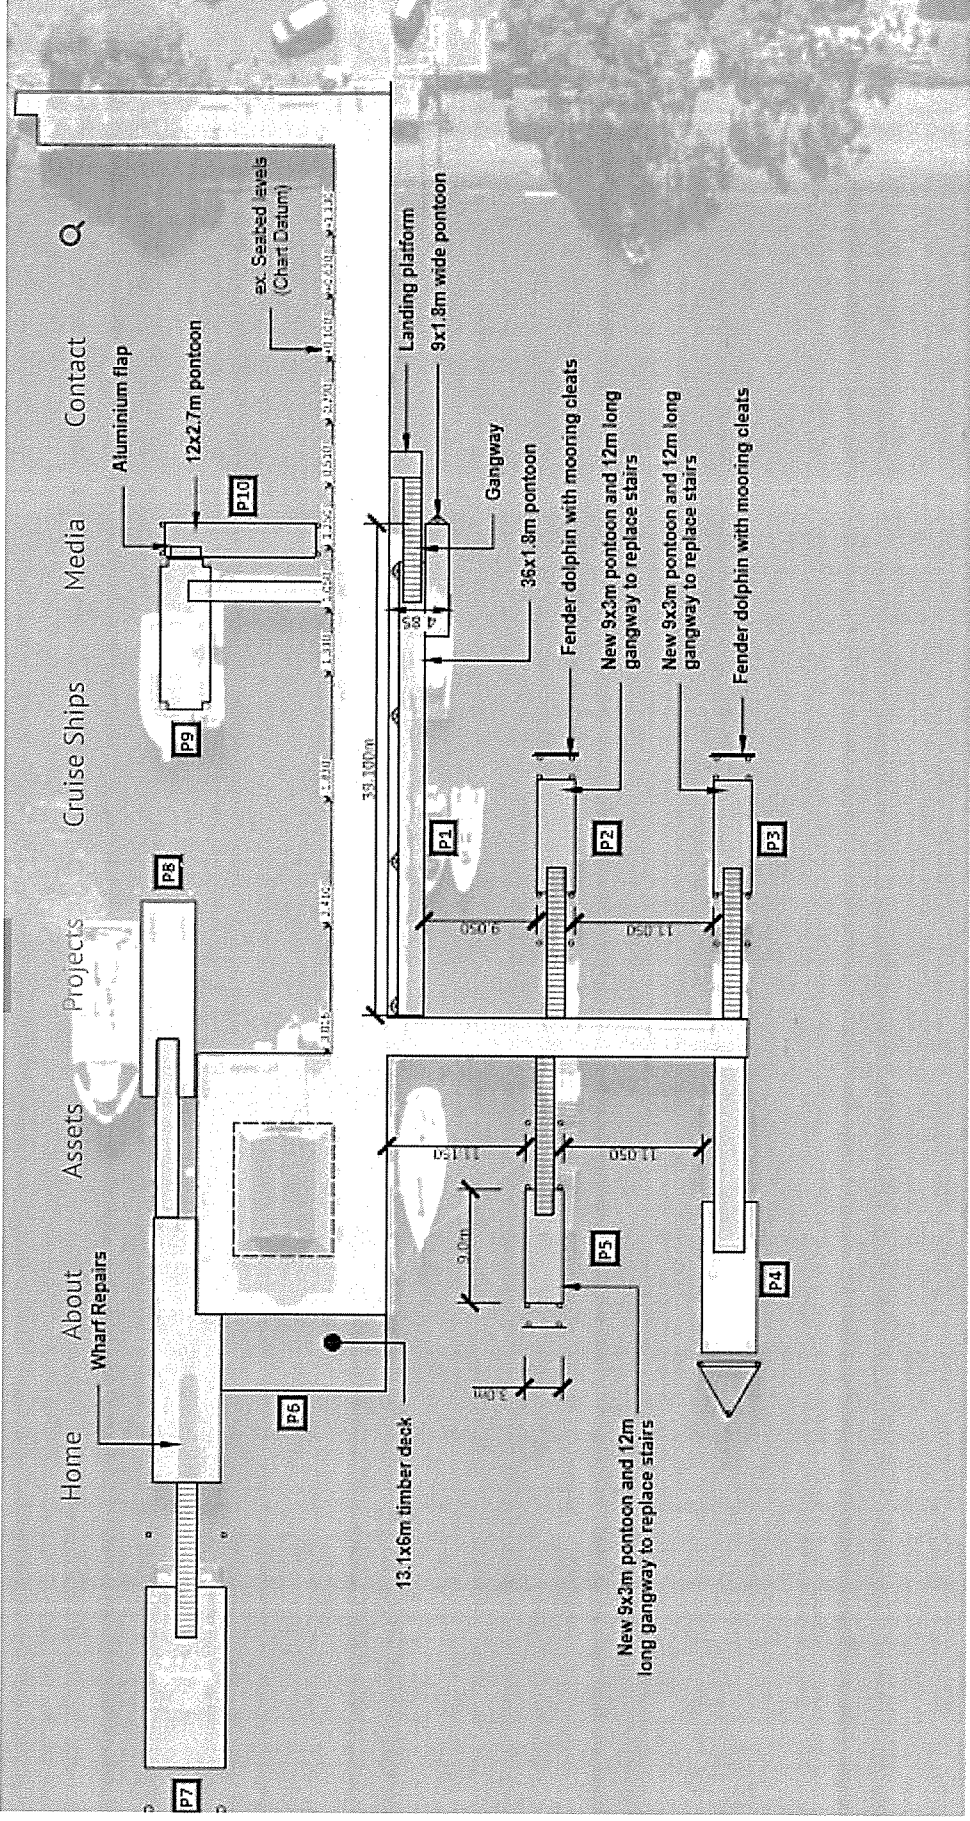 Home
About
Assets
Projects
Cruise Ships
Media
Contact
Wharf Repairs
Aluminium flap
12x2.7m pontoon
P7
P8
P9
P10
ex. Seabed levels
(Chart Datum)
P6
39.100m
Landing platform
9x1.8m wide pontoon
13.1x6m timber deck
P1
Gangway
36x1.8m pontoon
11.150
9.050
9.0m
3.0m
Fender dolphin with mooring cleats
P5
P2
New 9x3m pontoon and 12m long
gangway to replace stairs
New 9x3m pontoon and 12m
long gangway to replace stairs
11.050
11.050
New 9x3m pontoon and 12m long
gangway to replace stairs
P4
P3
Fender dolphin with mooring cleats